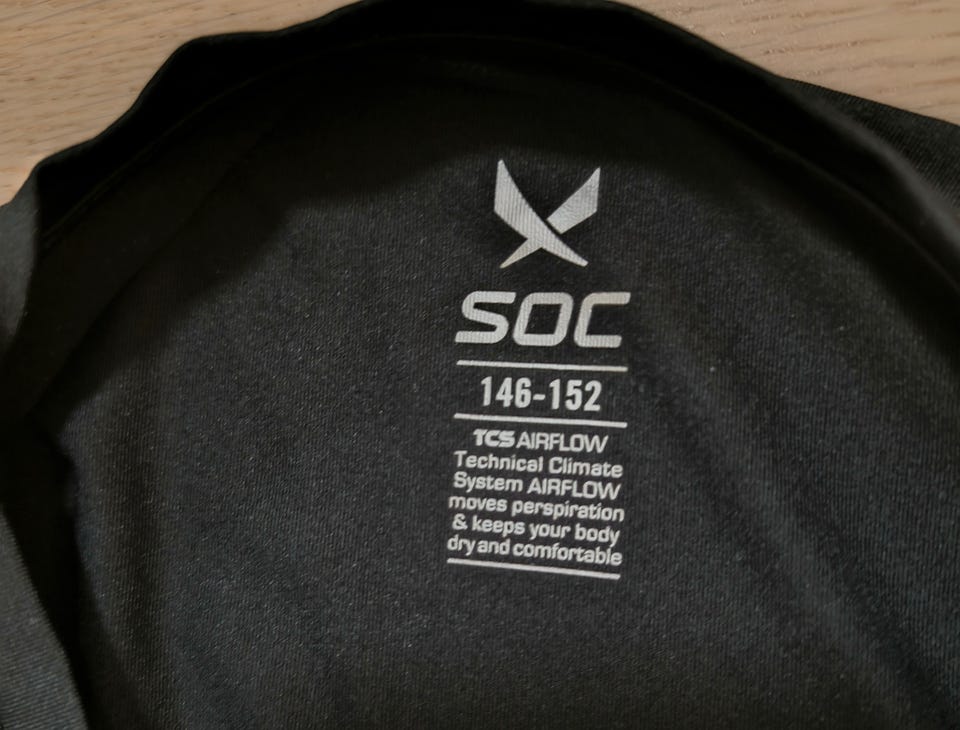 SOC
146-152
TCS AIRFLOW
Technical Climate
System AIRFLOW
moves perspiration
& keeps your body
dry and comfortable